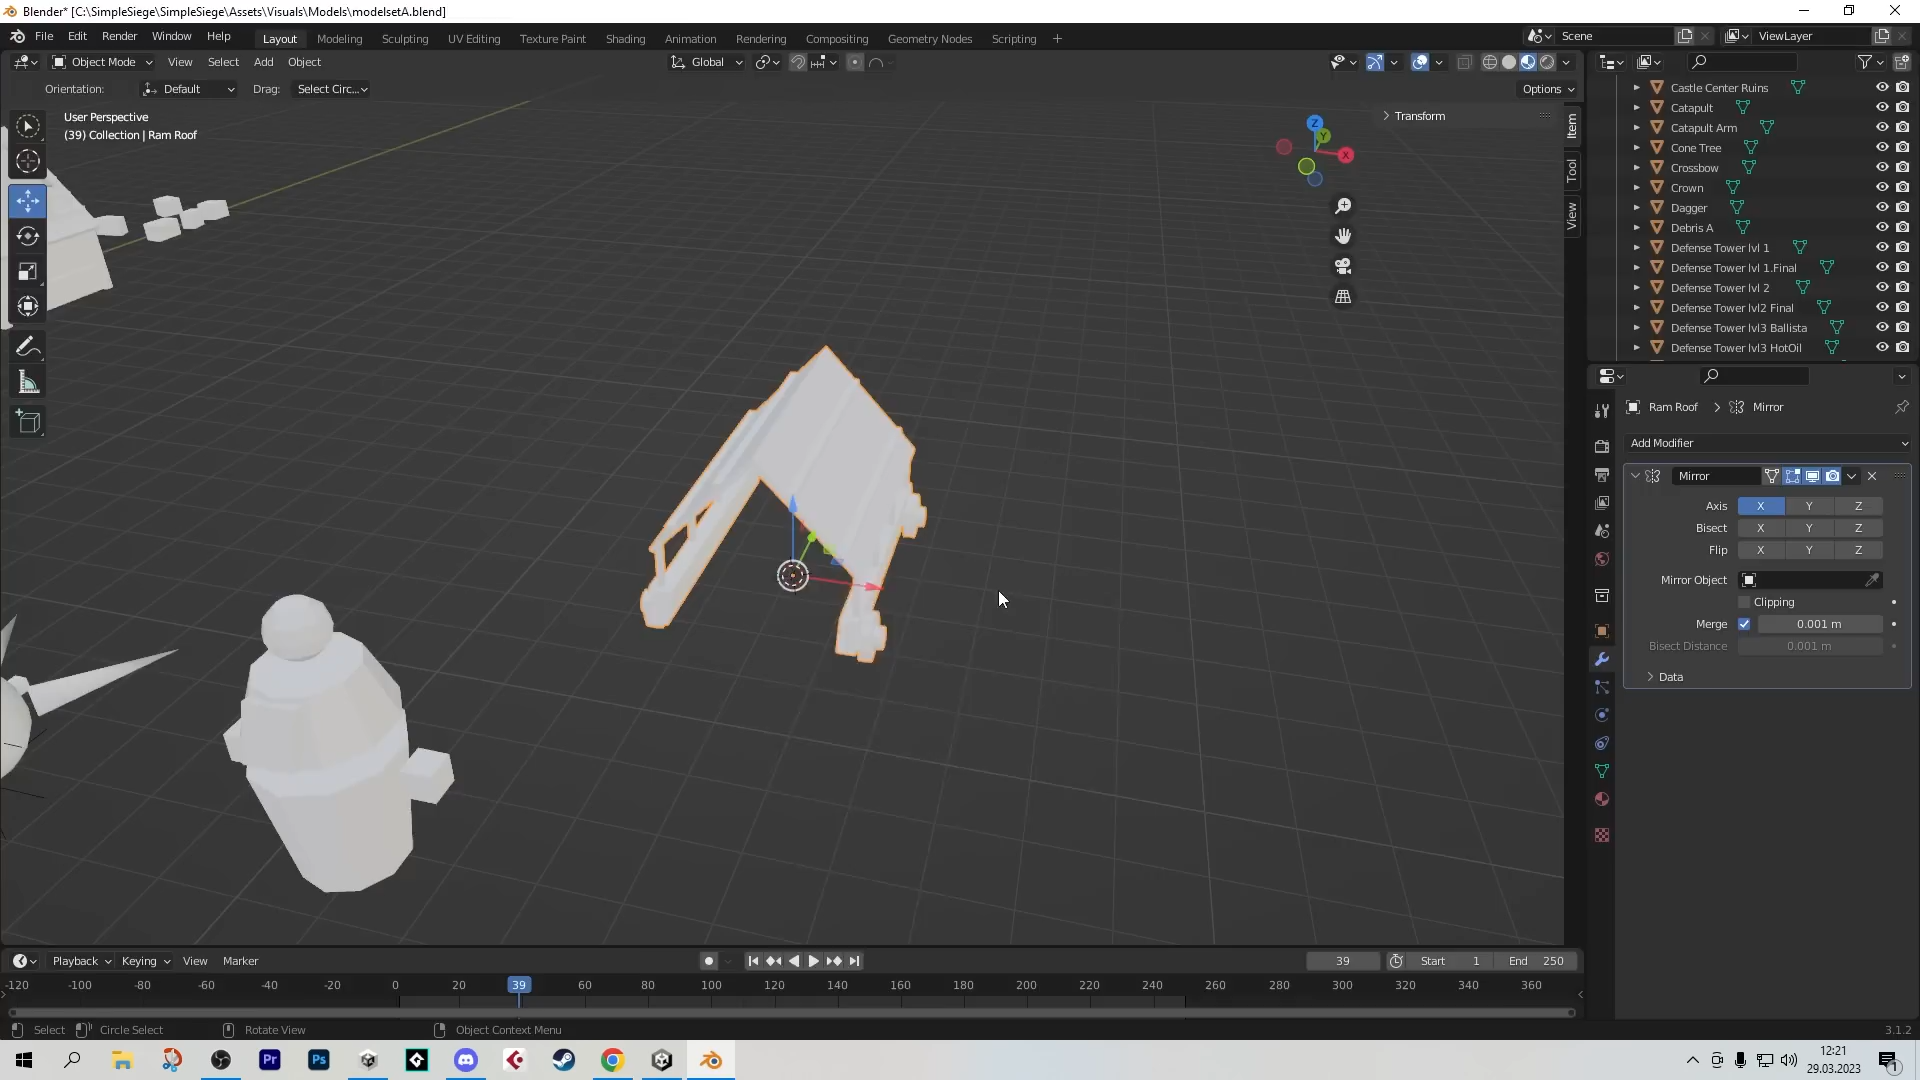 Blender* [C:\SimpleSiege\SimpleSiege\Assets\Visuals\Models\modelsetA.blend]
File Edit Render Window Help Layout Modeling Sculpting UV Editing Texture Paint Shading Animation Rendering Compositing Geometry Nodes Scripting + Scene ViewLayer
Object Mode View Select Add Object Global
Orientation: Default Drag: Select Circ... Options
User Perspective
(39) Collection | Ram Roof
Transform
Item
Tool
View
Z
Y
X
Castle Center Ruins
Catapult
Catapult Arm
Cone Tree
Crossbow
Crown
Dagger
Debris A
Defense Tower lvl 1
Defense Tower lvl 1.Final
Defense Tower lvl 2
Defense Tower lvl2 Final
Defense Tower lvl3 Ballista
Defense Tower lvl3 HotOil
Ram Roof > Mirror
Add Modifier
Mirror
Axis X Y Z
Bisect X Y Z
Flip X Y Z
Mirror Object
Clipping
Merge 0.001 m
Bisect Distance 0.001 m
Data
Playback Keying View Marker 39 Start 1 End 250
-120 -100 -80 -60 -40 -20 0 20 39 60 80 100 120 140 160 180 200 220 240 260 280 300 320 340 360
Select Circle Select Rotate View Object Context Menu 3.1.2
Pr Ps
12:21
29.03.2023
1